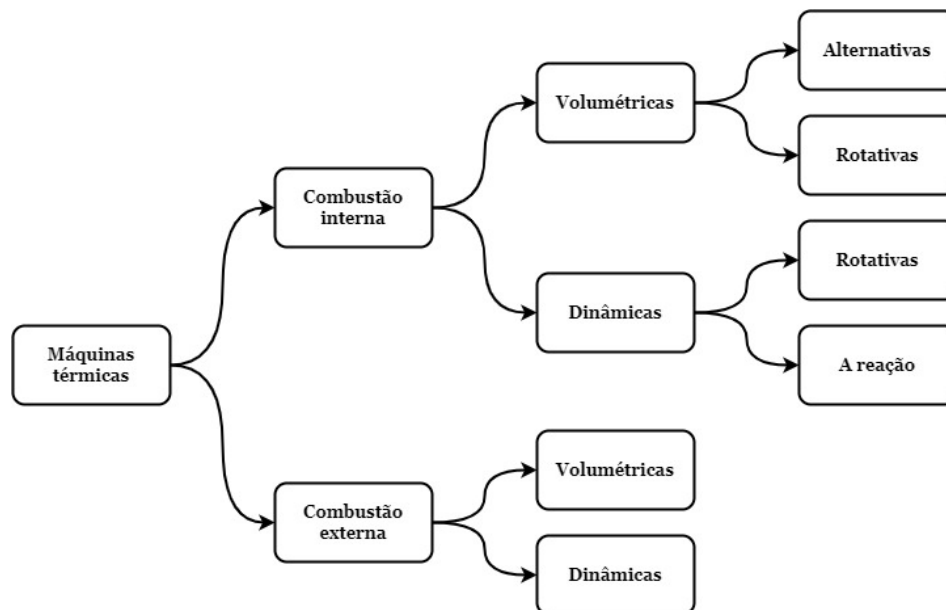 Alternativas
Volumétricas
Rotativas
Combustão
interna
Rotativas
Dinâmicas
A reação
Máquinas
térmicas
Volumétricas
Combustão
externa
Dinâmicas